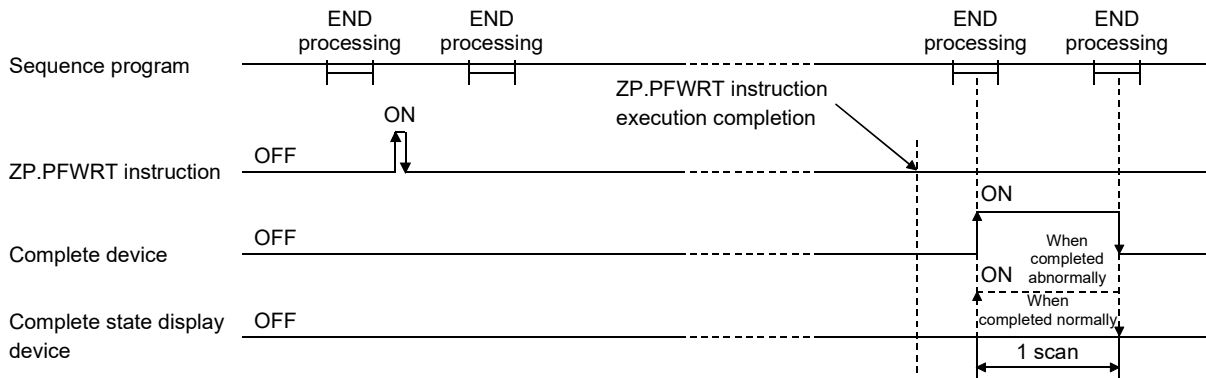 END
processing
END
processing
END
processing
END
processing
Sequence program
ZP.PFWRT instruction
execution completion
ON
OFF
ZP.PFWRT instruction
ON
OFF
Complete device
When
completed
abnormally
ON
When
completed normally
OFF
Complete state display
device
1 scan